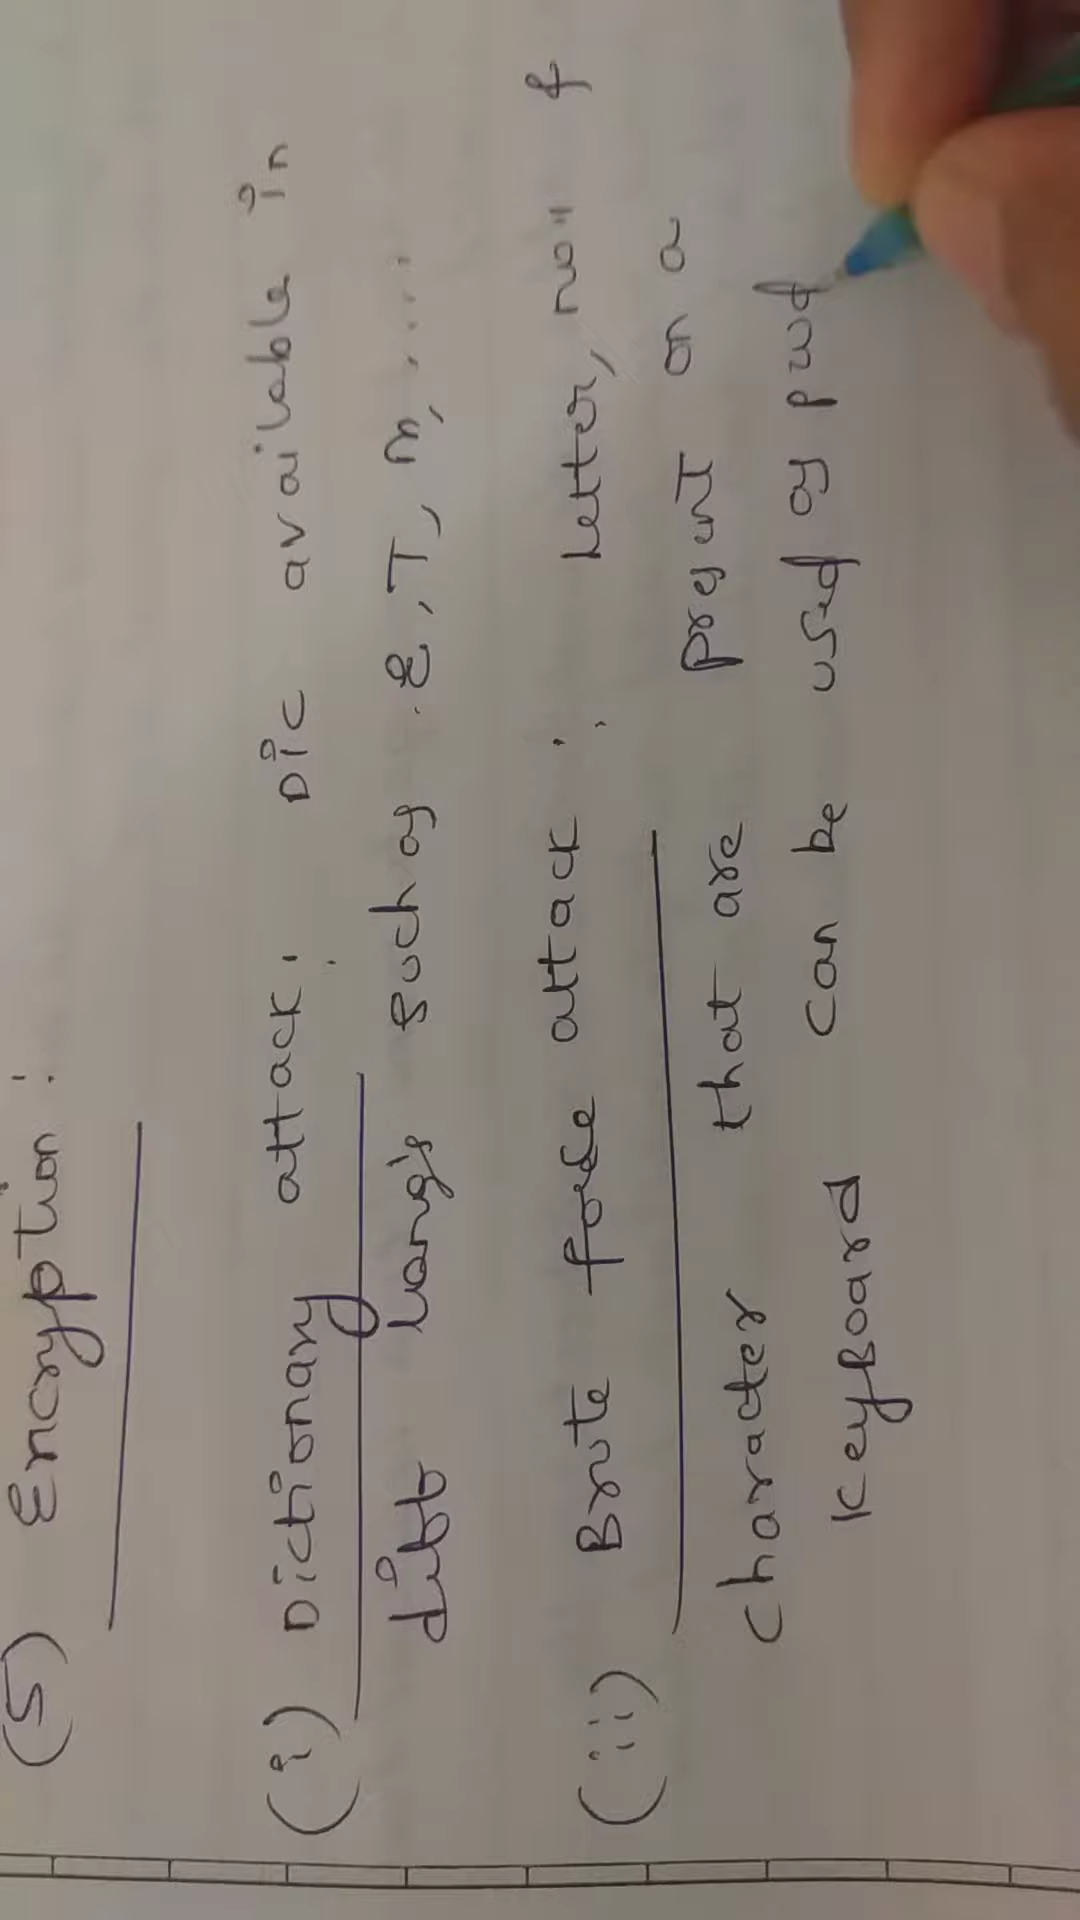 (5) Encryption :
(i) Dictionary attack : Dic available in
diff lang's such as E, T, M, ....
(ii) Brute force attack : Letter, no" &
character that are present on a
Keyboard can be used as pwd